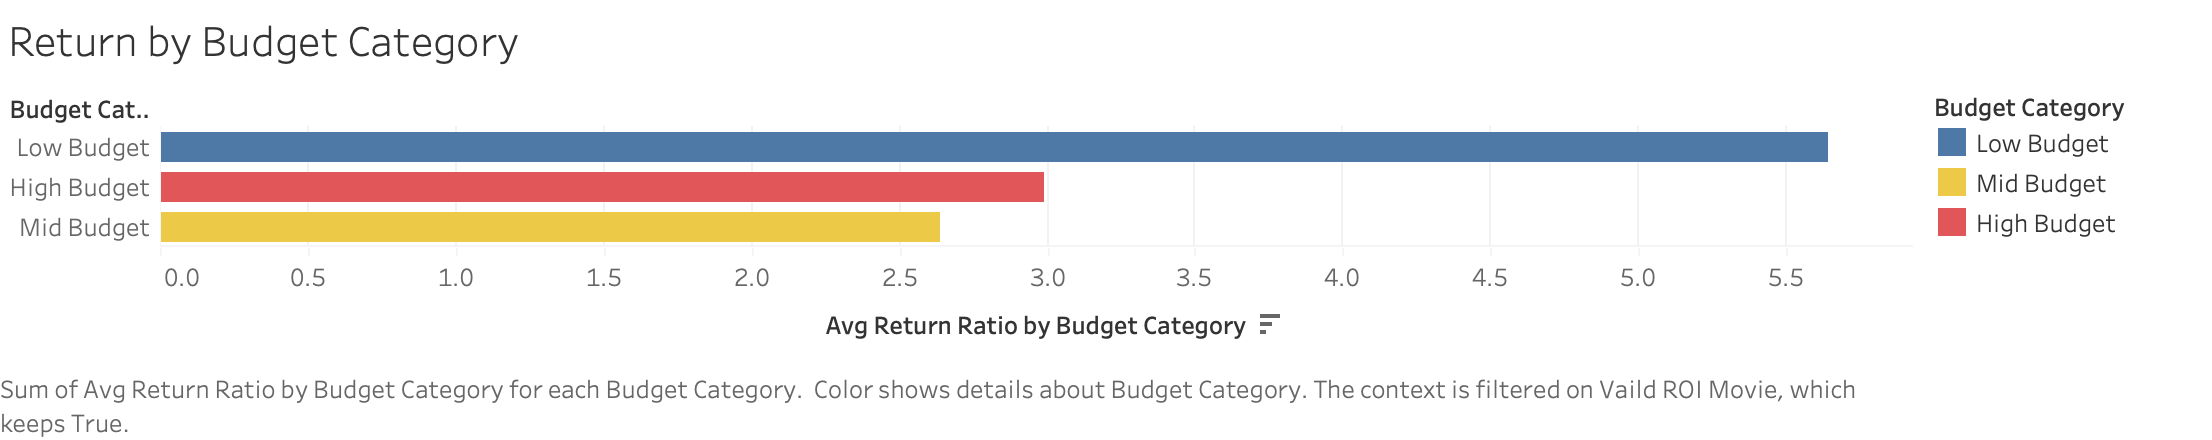 Return by Budget Category
Budget Cat..
Budget Category
Low Budget
High Budget
Mid Budget
Low Budget
Mid Budget
High Budget
0.0 0.5 1.0 1.5 2.0 2.5 3.0 3.5 4.0 4.5 5.0 5.5
Avg Return Ratio by Budget Category
Sum of Avg Return Ratio by Budget Category for each Budget Category.  Color shows details about Budget Category. The context is filtered on Vaild ROI Movie, which
keeps True.